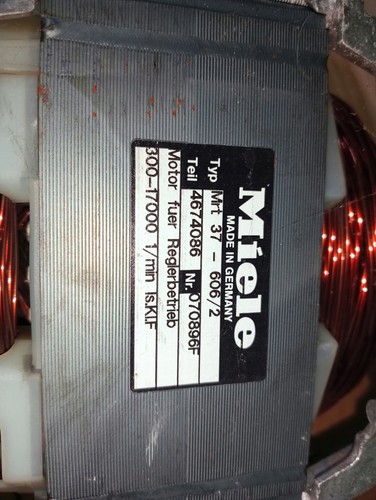 Miele
MADE IN GERMANY
Typ Mrt 37 - 606/2
Teil 4674086 Nr. 070896F
Motor fuer Reglerbetrieb
300-17000 1/min Is.Kl.F